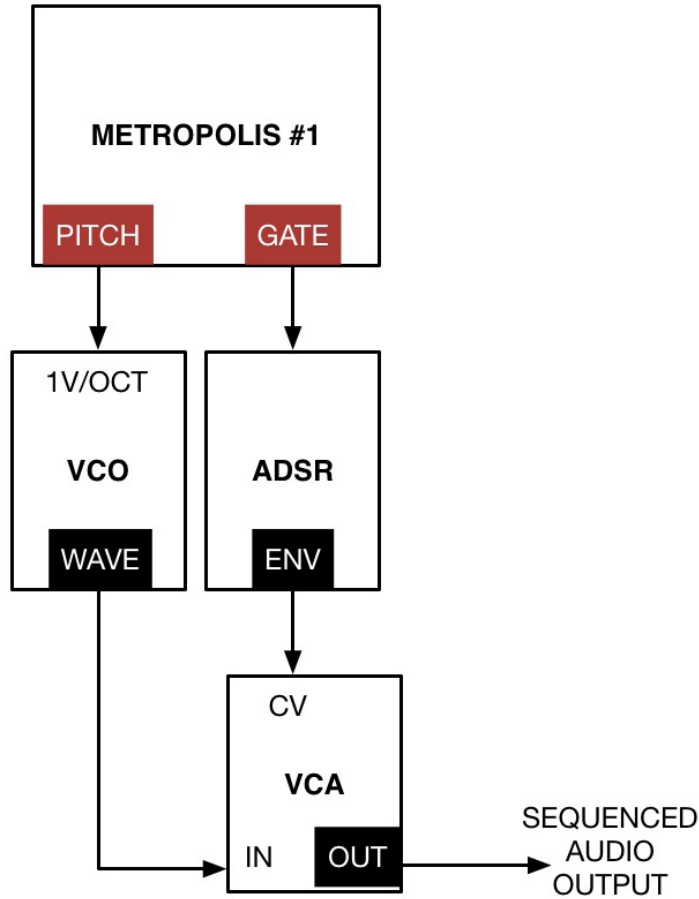 METROPOLIS #1
PITCH
GATE
1V/OCT
VCO
WAVE
ADSR
ENV
CV
VCA
IN
OUT
SEQUENCED
AUDIO
OUTPUT